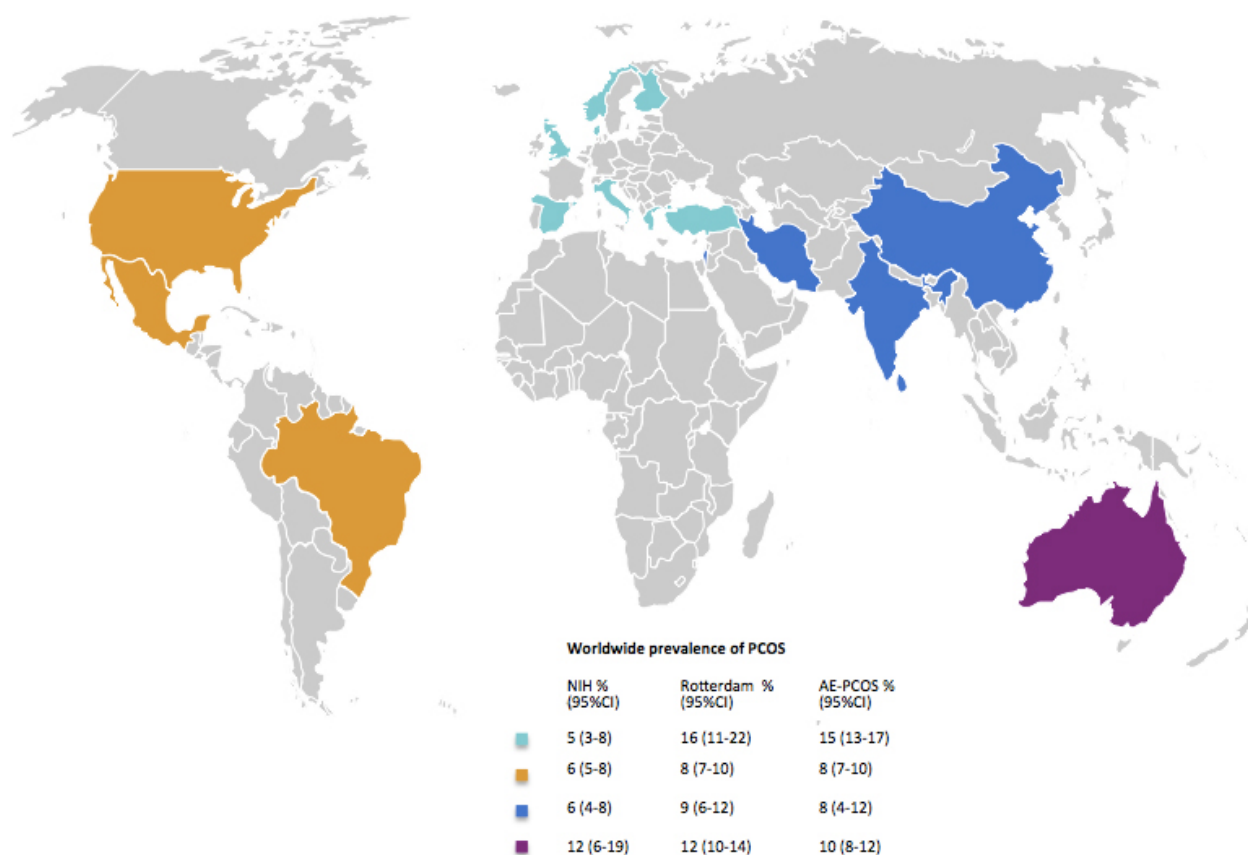 Worldwide prevalence of PCOS
NIH % Rotterdam % AE-PCOS %
(95%CI) (95%CI) (95%CI)
5 (3-8) 16 (11-22) 15 (13-17)
6 (5-8) 8 (7-10) 8 (7-10)
6 (4-8) 9 (6-12) 8 (4-12)
12 (6-19) 12 (10-14) 10 (8-12)